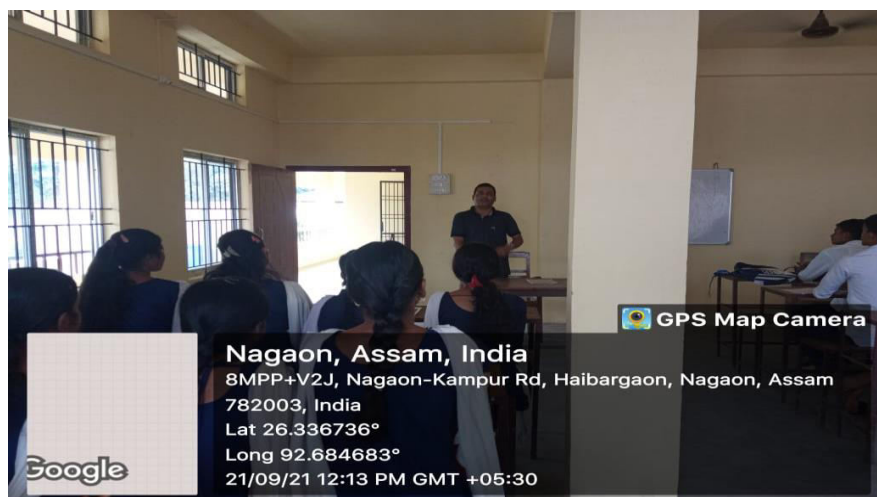 GPS Map Camera
Nagaon, Assam, India
8MPP+V2J, Nagaon-Kampur Rd, Haibargaon, Nagaon, Assam
782003, India
Lat 26.336736°
Long 92.684683°
21/09/21 12:13 PM GMT +05:30
Google